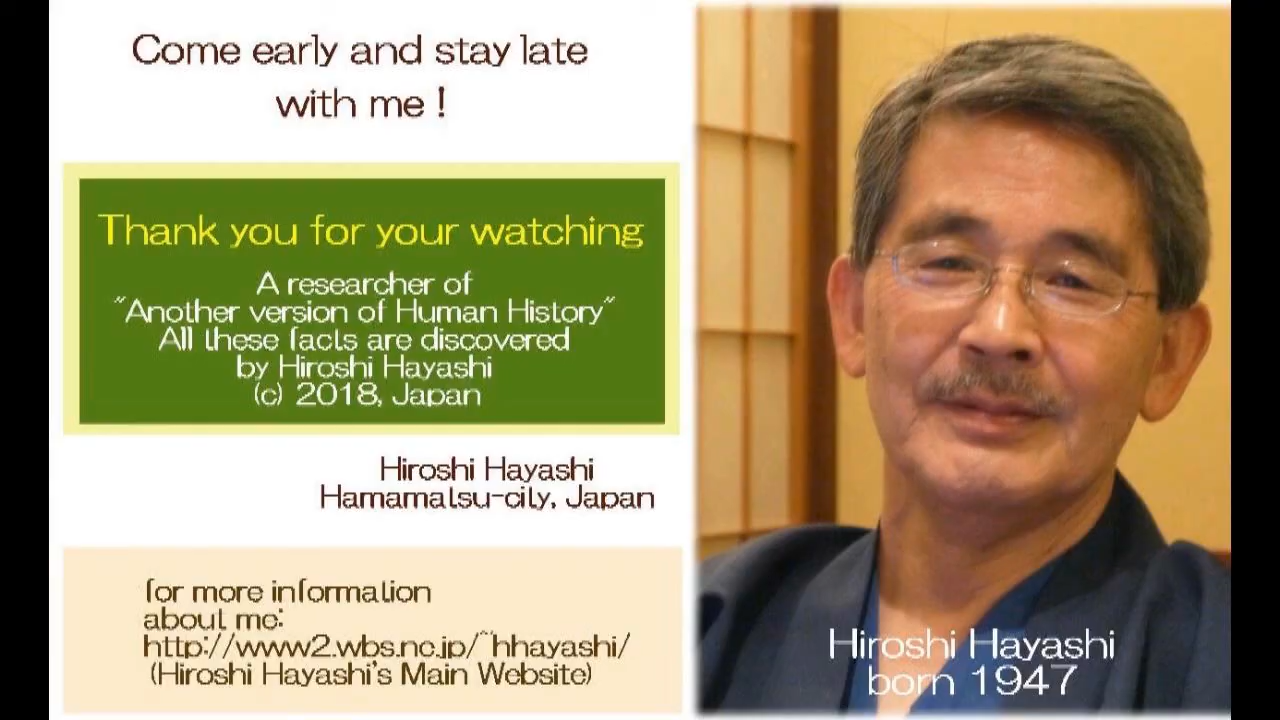 Come early and stay late
with me !
Thank you for your watching
A researcher of
"Another version of Human History"
All these facts are discovered
by Hiroshi Hayashi
(c) 2018, Japan
Hiroshi Hayashi
Hamamatsu-city, Japan
for more information
about me:
http://www2.wbs.ne.jp/~hhayashi/
(Hiroshi Hayashi's Main Website)
Hiroshi Hayashi
born 1947